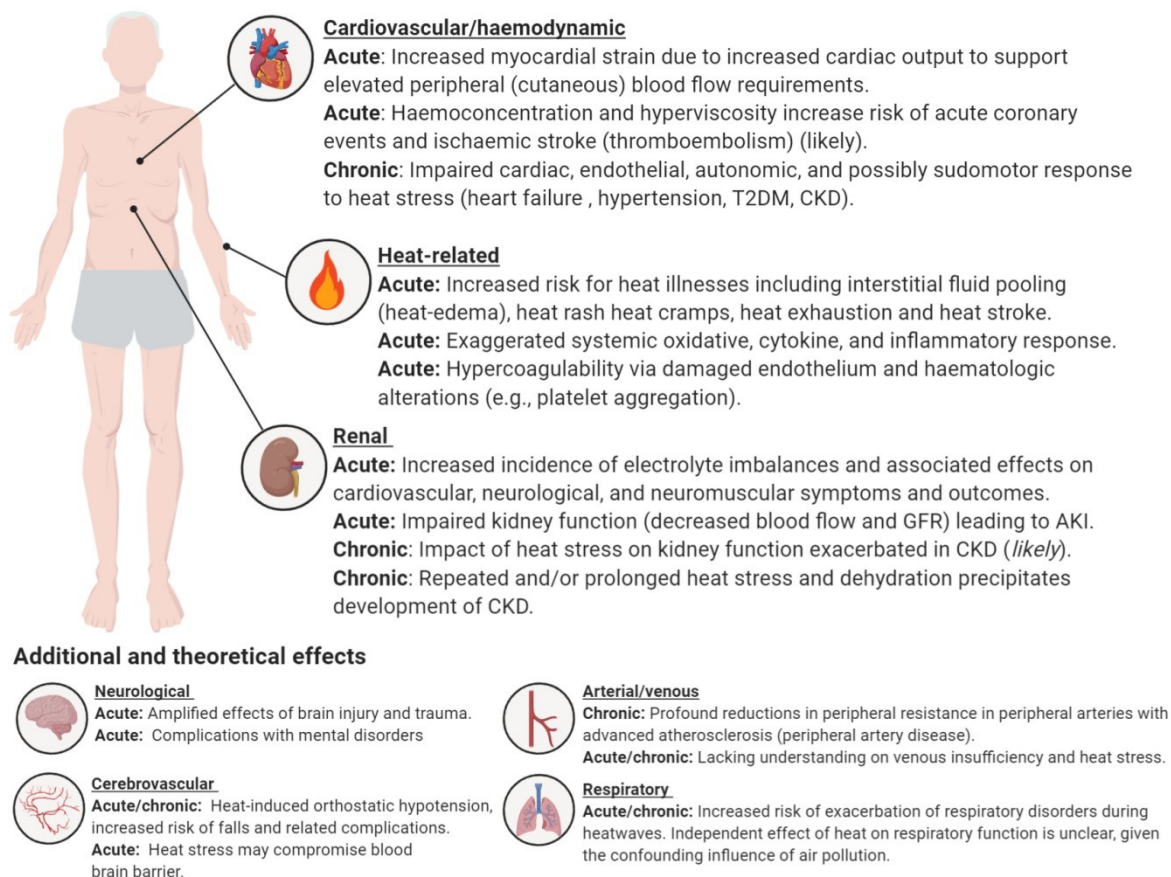 Cardiovascular/haemodynamic
Acute: Increased myocardial strain due to increased cardiac output to support
elevated peripheral (cutaneous) blood flow requirements.
Acute: Haemoconcentration and hyperviscosity increase risk of acute coronary
events and ischaemic stroke (thromboembolism) (likely).
Chronic: Impaired cardiac, endothelial, autonomic, and possibly sudomotor response
to heat stress (heart failure , hypertension, T2DM, CKD).
Heat-related
Acute: Increased risk for heat illnesses including interstitial fluid pooling
(heat-edema), heat rash heat cramps, heat exhaustion and heat stroke.
Acute: Exaggerated systemic oxidative, cytokine, and inflammatory response.
Acute: Hypercoagulability via damaged endothelium and haematologic
alterations (e.g., platelet aggregation).
Renal
Acute: Increased incidence of electrolyte imbalances and associated effects on
cardiovascular, neurological, and neuromuscular symptoms and outcomes.
Acute: Impaired kidney function (decreased blood flow and GFR) leading to AKI.
Chronic: Impact of heat stress on kidney function exacerbated in CKD (likely).
Chronic: Repeated and/or prolonged heat stress and dehydration precipitates
development of CKD.
Additional and theoretical effects
Neurological
Acute: Amplified effects of brain injury and trauma.
Acute: Complications with mental disorders
Cerebrovascular
Acute/chronic: Heat-induced orthostatic hypotension,
increased risk of falls and related complications.
Acute: Heat stress may compromise blood
brain barrier.
Arterial/venous
Chronic: Profound reductions in peripheral resistance in peripheral arteries with
advanced atherosclerosis (peripheral artery disease).
Acute/chronic: Lacking understanding on venous insufficiency and heat stress.
Respiratory
Acute/chronic: Increased risk of exacerbation of respiratory disorders during
heatwaves. Independent effect of heat on respiratory function is unclear, given
the confounding influence of air pollution.